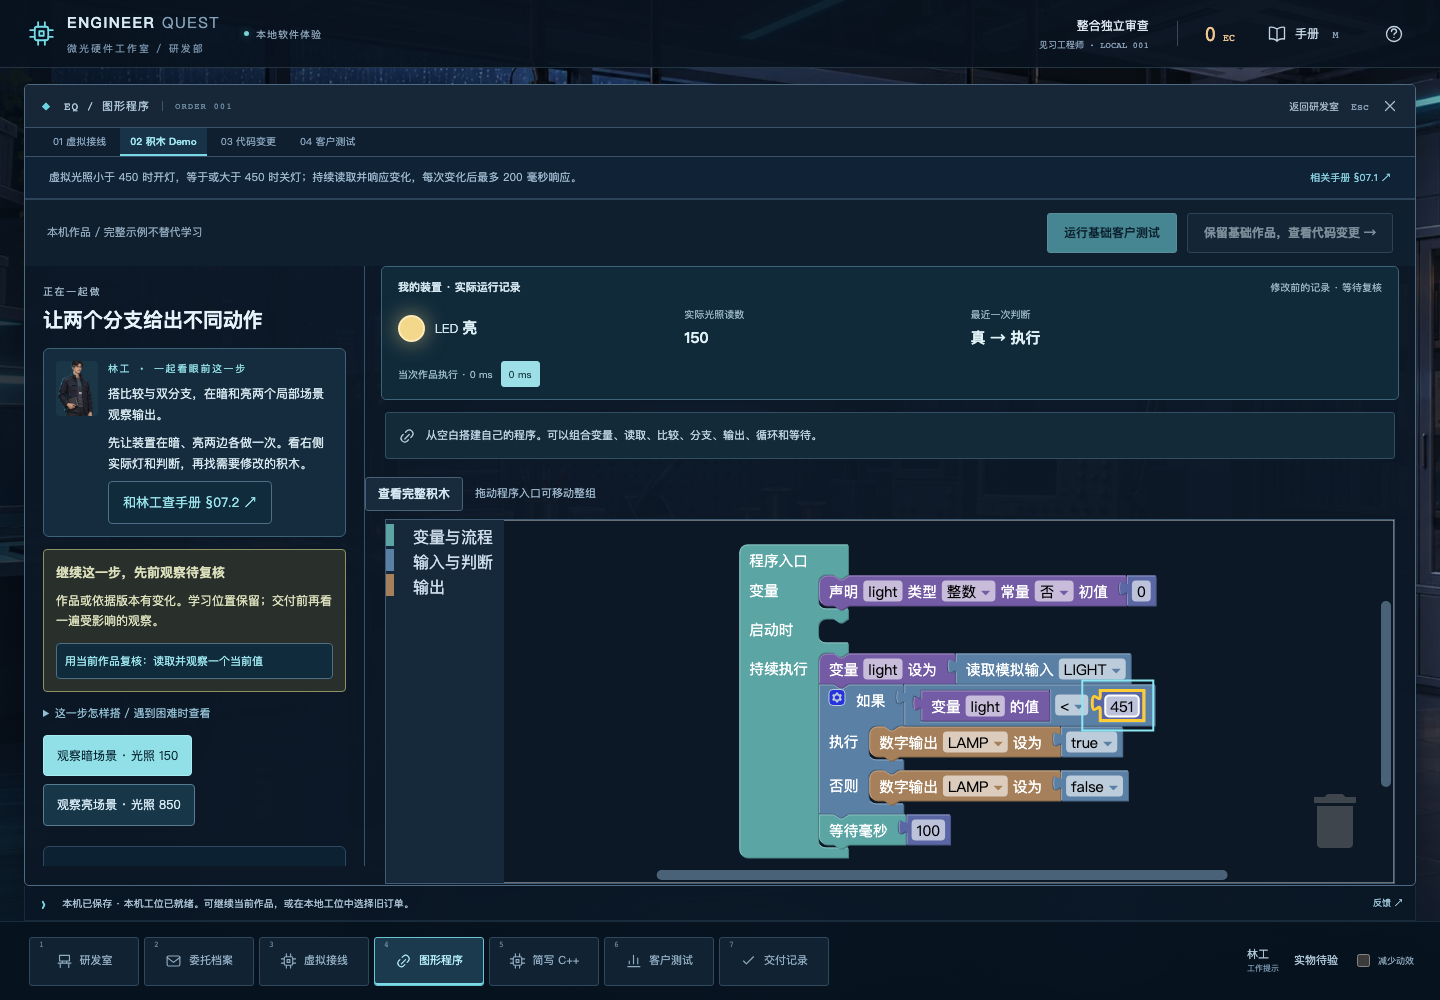 ENGINEER QUEST
微光硬件工作室 / 研发部
本地软件体验
整合独立审查
见习工程师 · LOCAL 001
0 EC
手册 M
EQ / 图形程序 ORDER 001
返回研发室 Esc
01 虚拟接线 02 积木 Demo 03 代码变更 04 客户测试
虚拟光照小于 450 时开灯，等于或大于 450 时关灯；持续读取并响应变化，每次变化后最多 200 毫秒响应。
相关手册 §07.1 ↗
本机作品 / 完整示例不替代学习
运行基础客户测试
保留基础作品，查看代码变更 →
正在一起做
让两个分支给出不同动作
林工 · 一起看眼前这一步
搭比较与双分支，在暗和亮两个局部场景
观察输出。
先让装置在暗、亮两边各做一次。看右侧
实际灯和判断，再找需要修改的积木。
和林工查手册 §07.2 ↗
继续这一步，先前观察待复核
作品或依据版本有变化。学习位置保留；交付前再看
一遍受影响的观察。
用当前作品复核：读取并观察一个当前值
▶ 这一步怎样搭 / 遇到困难时查看
观察暗场景 · 光照 150
观察亮场景 · 光照 850
我的装置 · 实际运行记录
修改前的记录 · 等待复核
LED 亮
实际光照读数
150
最近一次判断
真 → 执行
当次作品执行 · 0 ms
0 ms
从空白搭建自己的程序。可以组合变量、读取、比较、分支、输出、循环和等待。
查看完整积木
拖动程序入口可移动整组
变量与流程
输入与判断
输出
程序入口
变量 声明 light 类型 整数 常量 否 初值 0
启动时
持续执行 变量 light 设为 读取模拟输入 LIGHT
如果 变量 light 的值 < 451
执行 数字输出 LAMP 设为 true
否则 数字输出 LAMP 设为 false
等待毫秒 100
本机已保存 · 本机工位已就绪。可继续当前作品，或在本地工位中选择旧订单。
反馈 ↗
1 研发室
2 委托档案
3 虚拟接线
4 图形程序
5 简写 C++
6 客户测试
7 交付记录
林工
工作提示
实物待验
减少动效